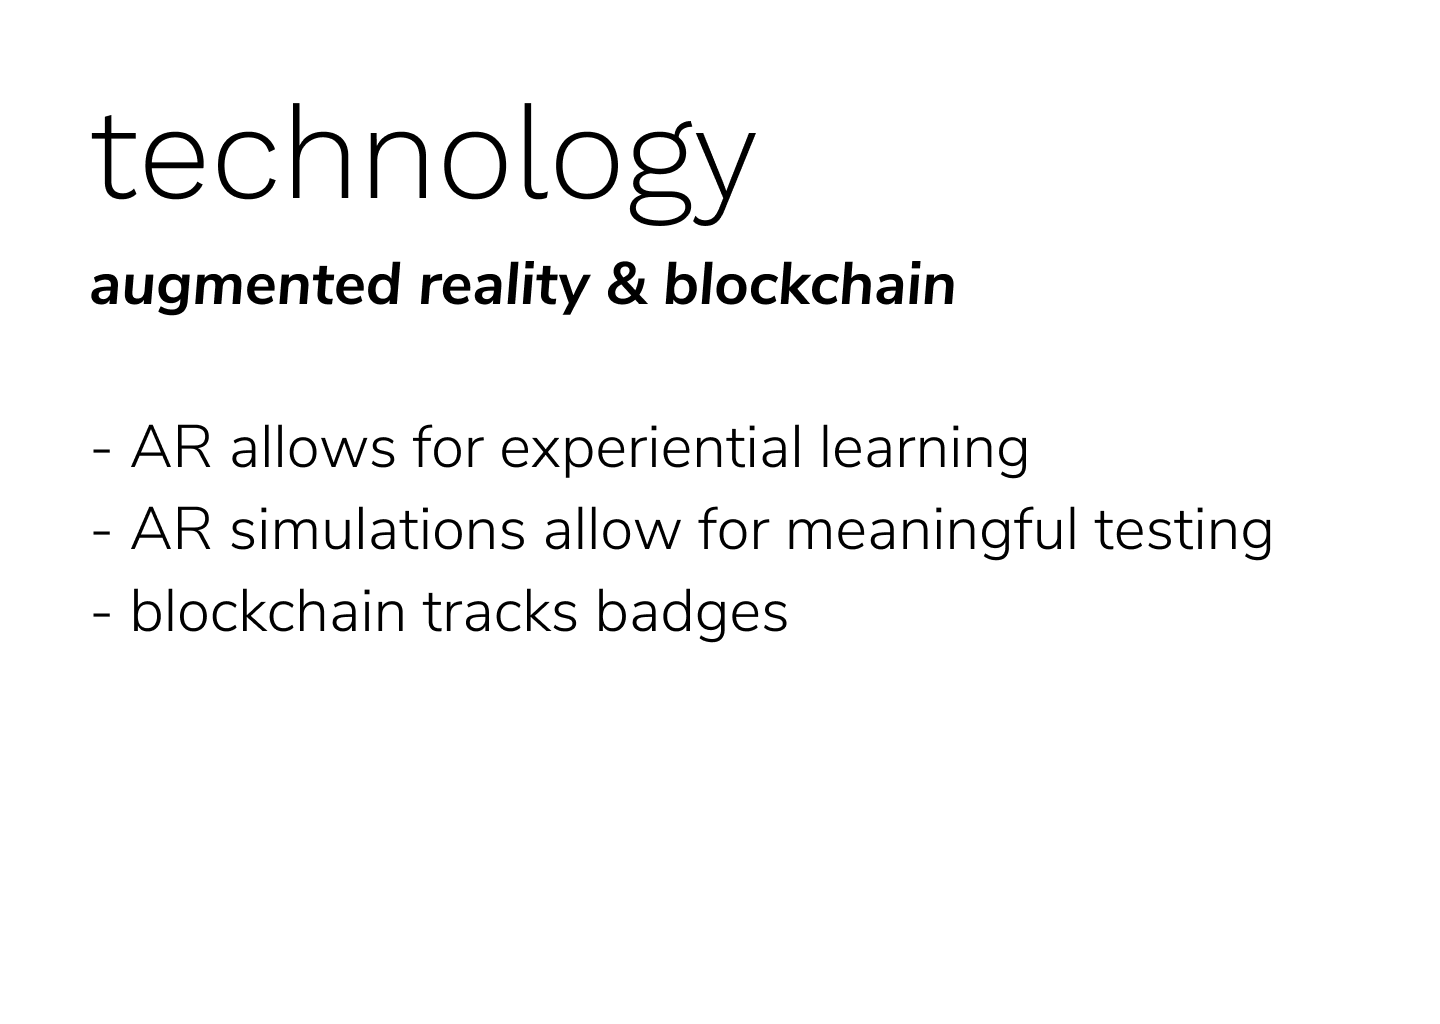 technology
augmented reality & blockchain
- AR allows for experiential learning
- AR simulations allow for meaningful testing
- blockchain tracks badges